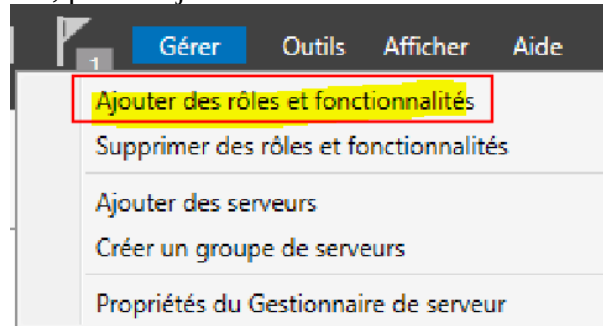 1 Gérer Outils Afficher Aide
Ajouter des rôles et fonctionnalités
Supprimer des rôles et fonctionnalités
Ajouter des serveurs
Créer un groupe de serveurs
Propriétés du Gestionnaire de serveur